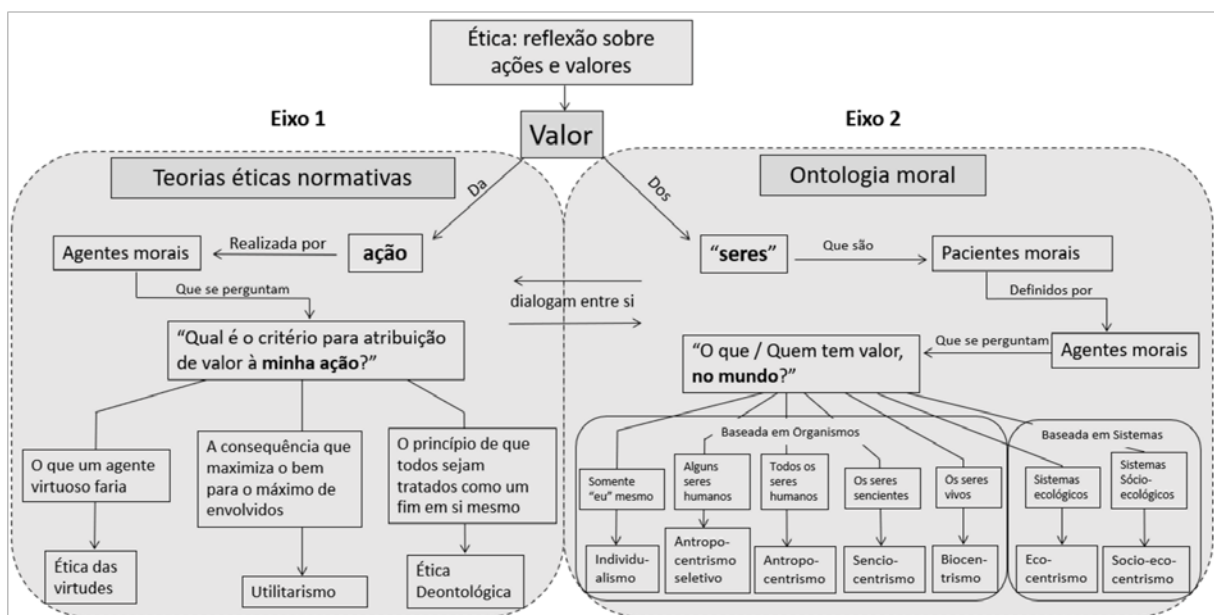 Ética: reflexão sobre
ações e valores
Eixo 1
Eixo 2
Valor
Teorias éticas normativas
Da
Realizada por
ação
Agentes morais
Que se perguntam
“Qual é o critério para atribuição
de valor à minha ação?”
O que um agente
virtuoso faria
A consequência que
maximiza o bem
para o máximo de
envolvidos
O princípio de que
todos sejam
tratados como um
fim em si mesmo
Ética das
virtudes
Utilitarismo
Ética
Deontológica
dialogam entre si
Ontologia moral
Dos
“seres”
Que são
Pacientes morais
Definidos por
Agentes morais
Que se perguntam
“O que / Quem tem valor,
no mundo?”
Baseada em Organismos
Baseada em Sistemas
Somente
“eu” mesmo
Alguns
seres
humanos
Todos os
seres
humanos
Os seres
sencientes
Os seres
vivos
Sistemas
ecológicos
Sistemas
Sócio-
ecológicos
Individu-
alismo
Antropo-
centrismo
seletivo
Antropo-
centrismo
Sencio-
centrismo
Biocen-
trismo
Eco-
centrismo
Socio-eco-
centrismo